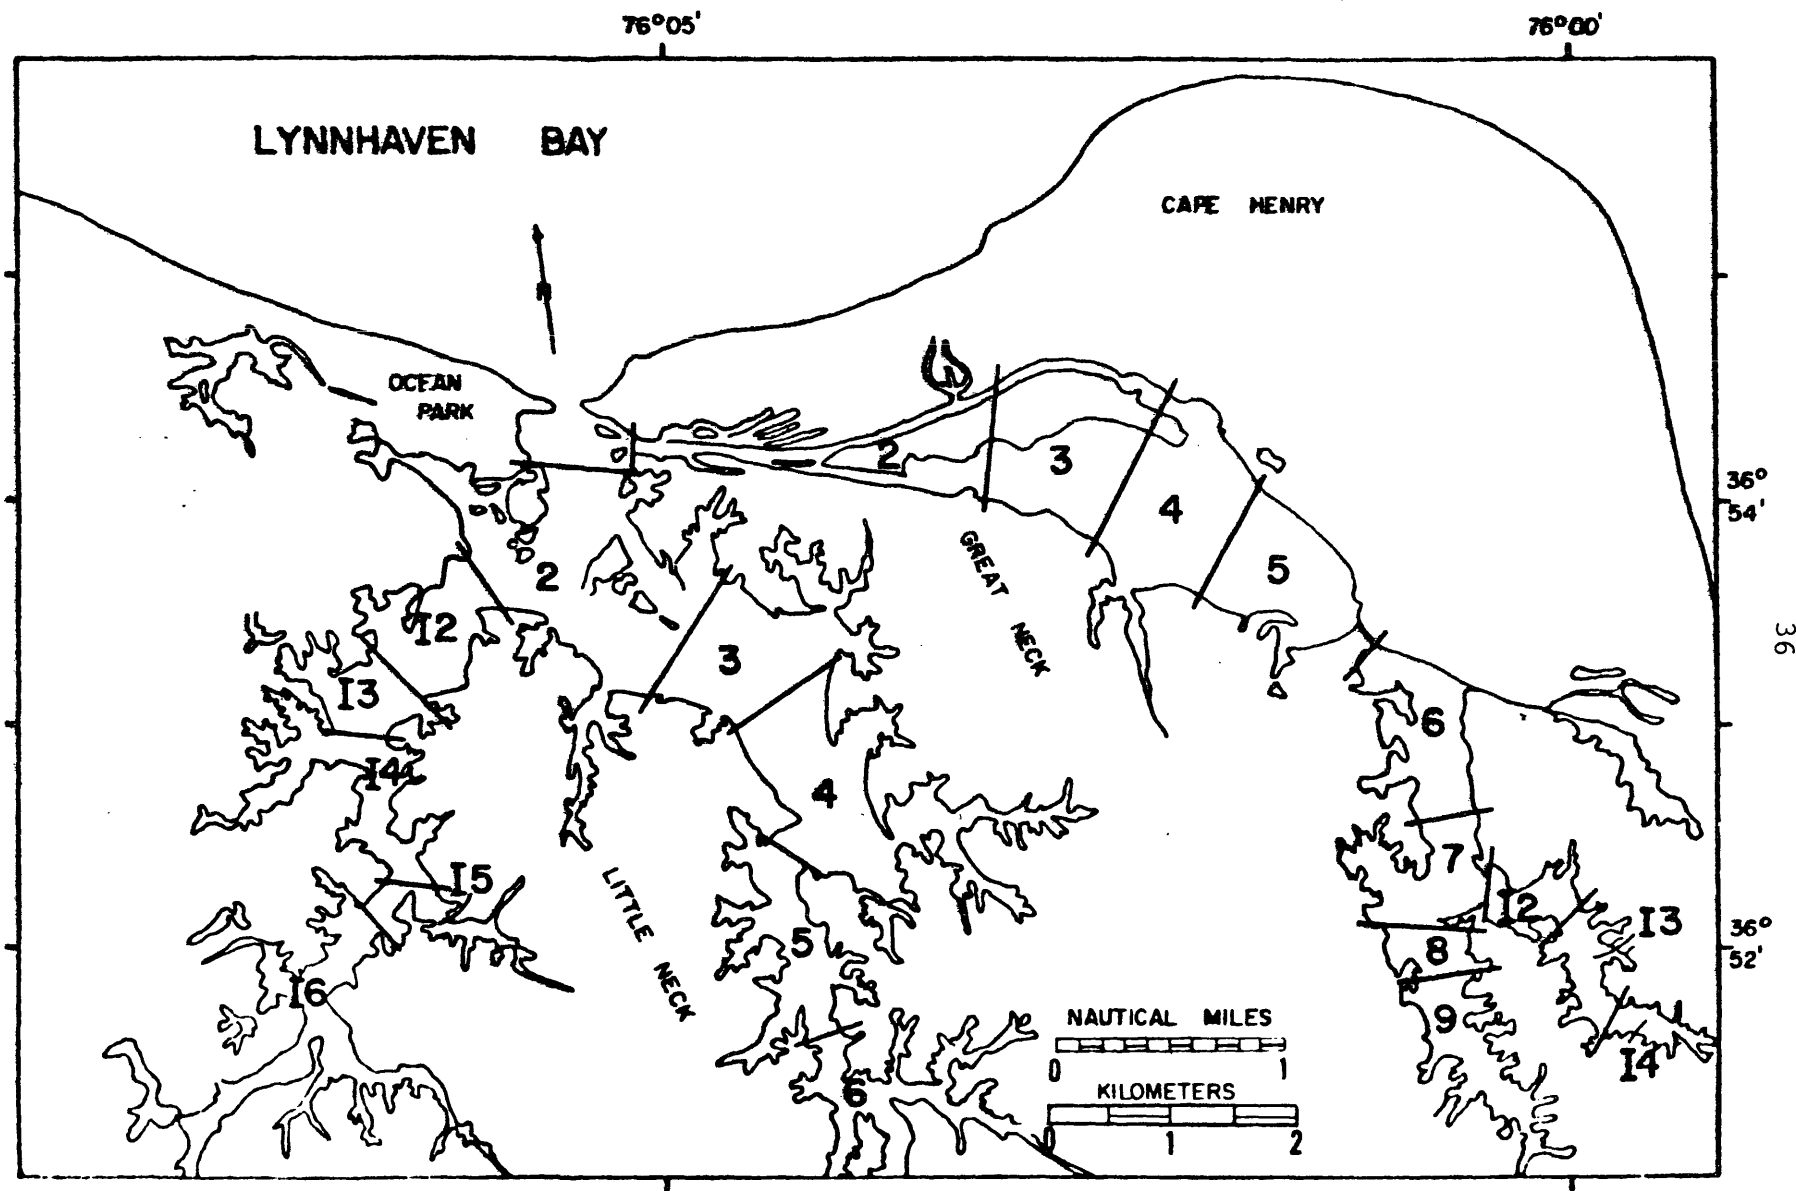 76°05'
76°00'
LYNNHAVEN BAY
CAPE HENRY
N
OCEAN
PARK
2
3
36°
54'
4
GREAT NECK
5
2
I2
36
3
I3
6
I4
4
7
I5
LITTLE NECK
I2
I3
5
36°
52'
8
I6
NAUTICAL MILES
9
0 1
I4
KILOMETERS
6
0 1 2